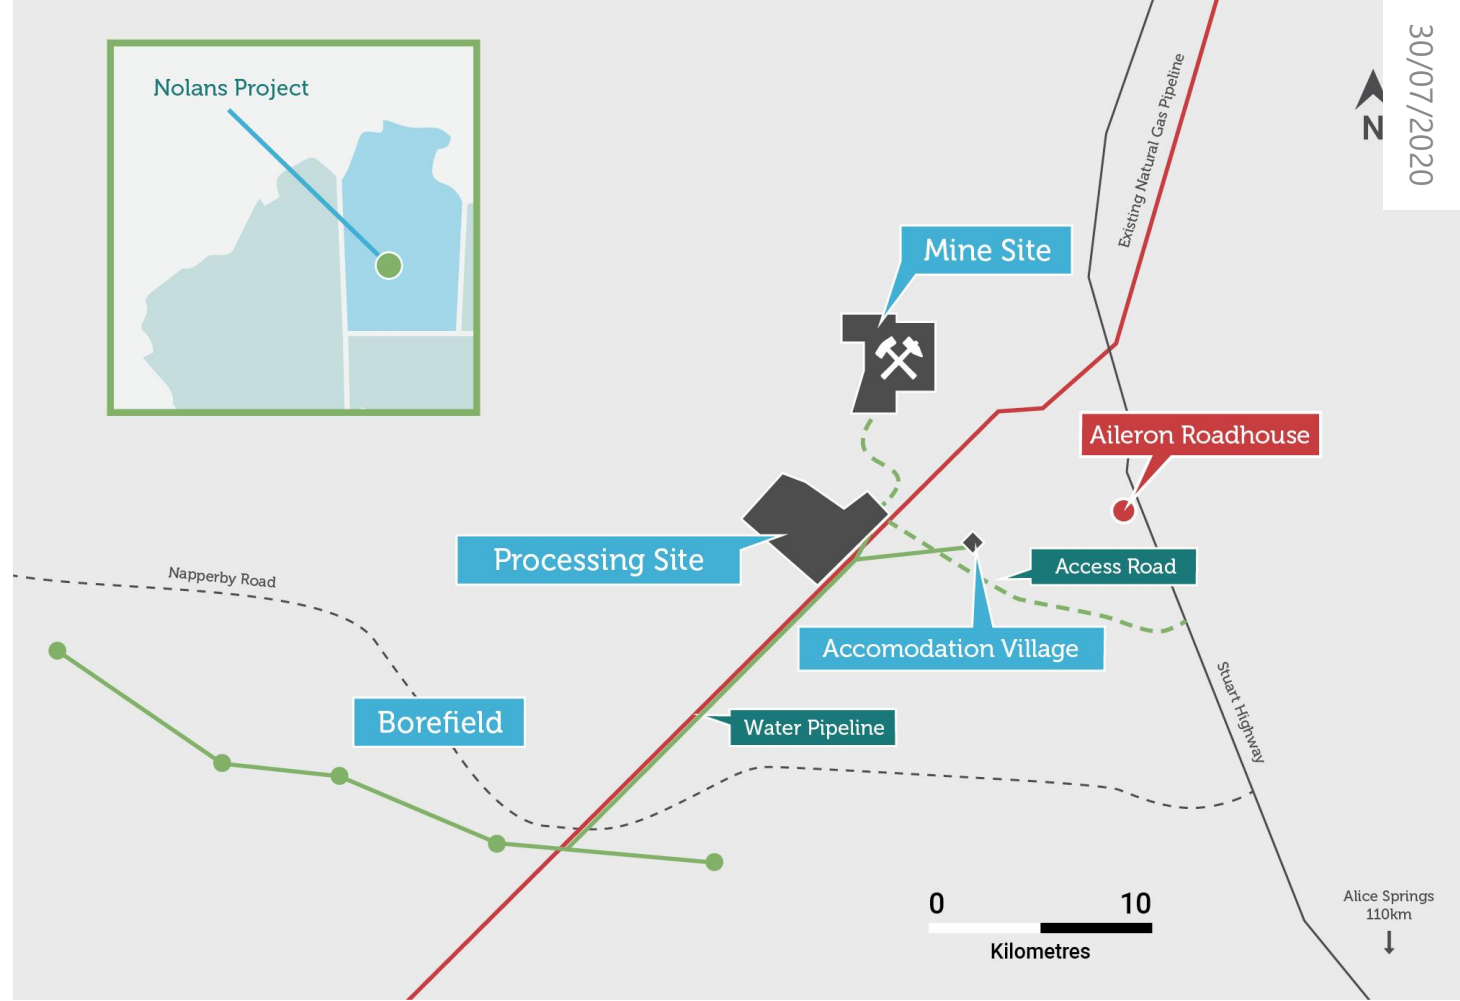 30/07/2020
Nolans Project
Existing Natural Gas Pipeline
N
Mine Site
Aileron Roadhouse
Processing Site
Access Road
Napperby Road
Accomodation Village
Stuart Highway
Borefield
Water Pipeline
0 10
Kilometres
Alice Springs
110km